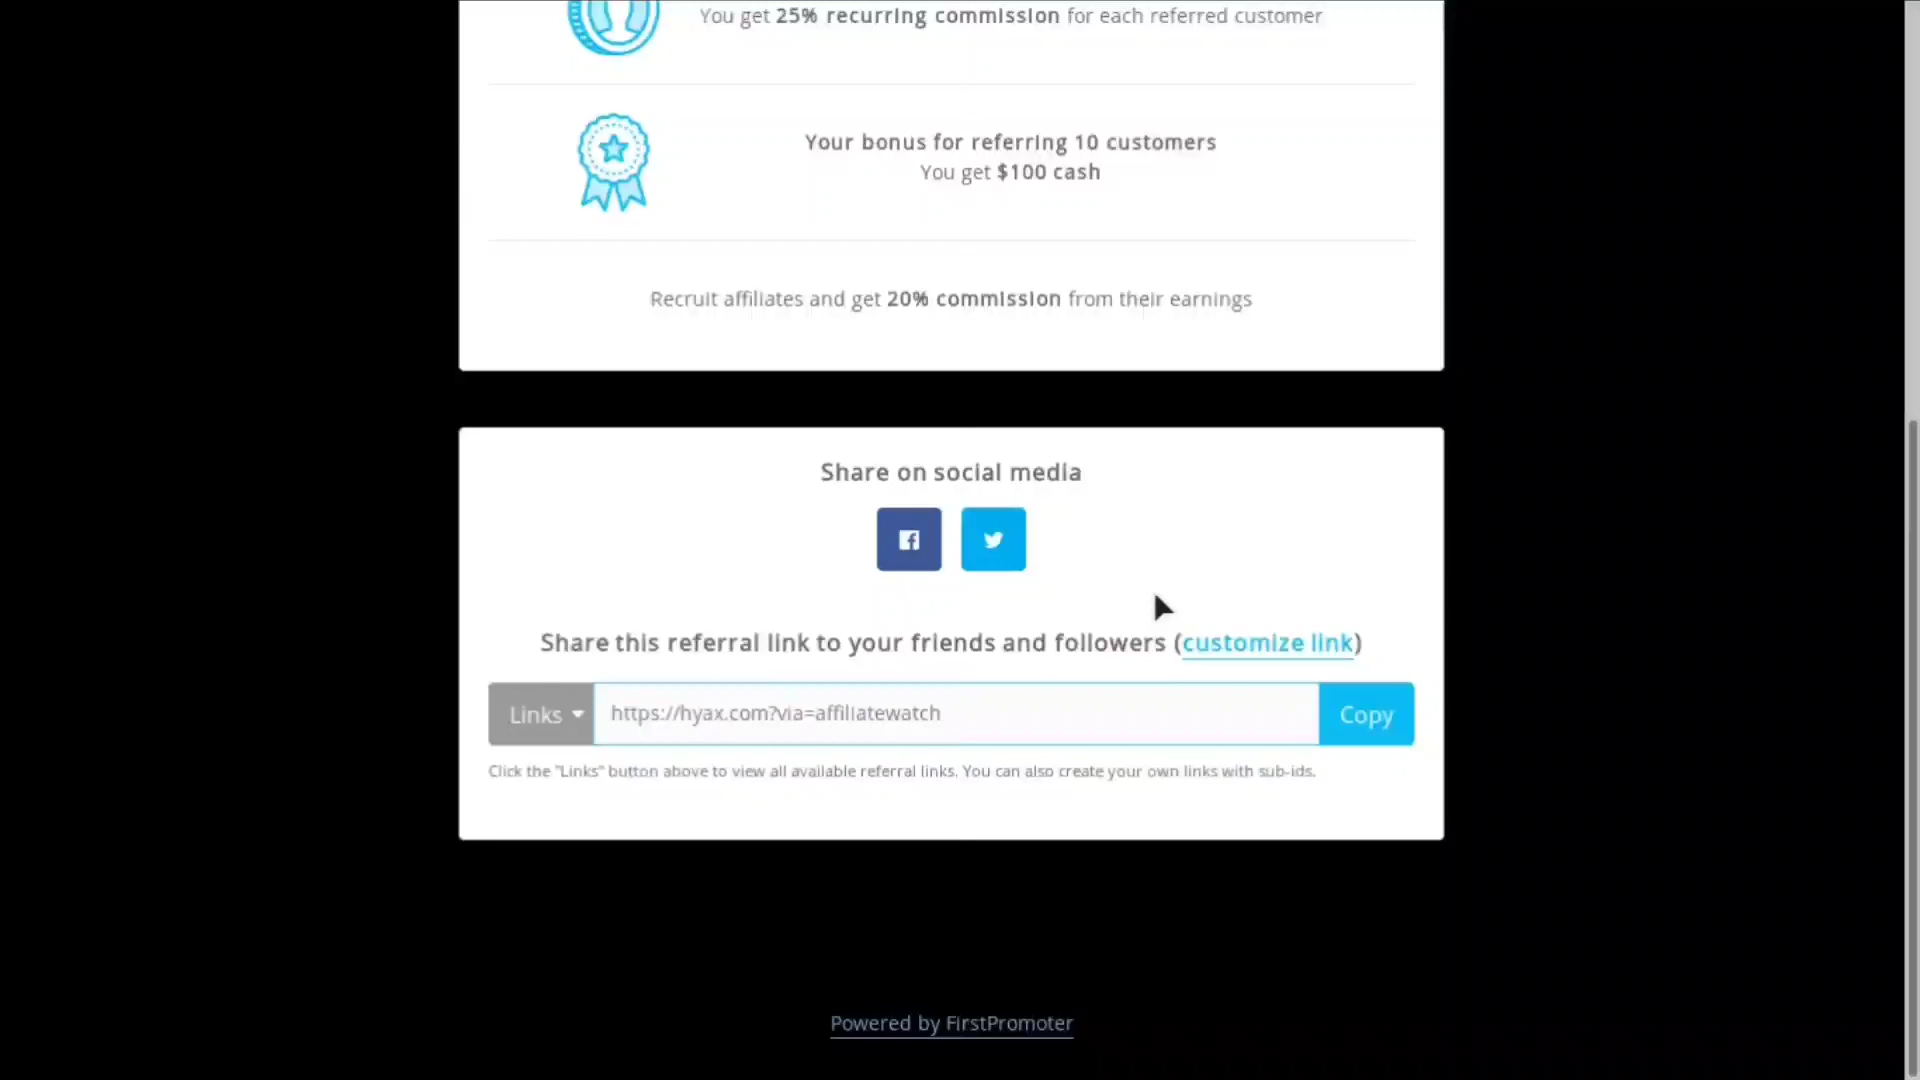 You get 25% recurring commission for each referred customer
Your bonus for referring 10 customers
You get $100 cash
Recruit affiliates and get 20% commission from their earnings
Share on social media
Share this referral link to your friends and followers (customize link)
Links https://hyax.com?via=affiliatewatch Copy
Click the "Links" button above to view all available referral links. You can also create your own links with sub-ids.
Powered by FirstPromoter